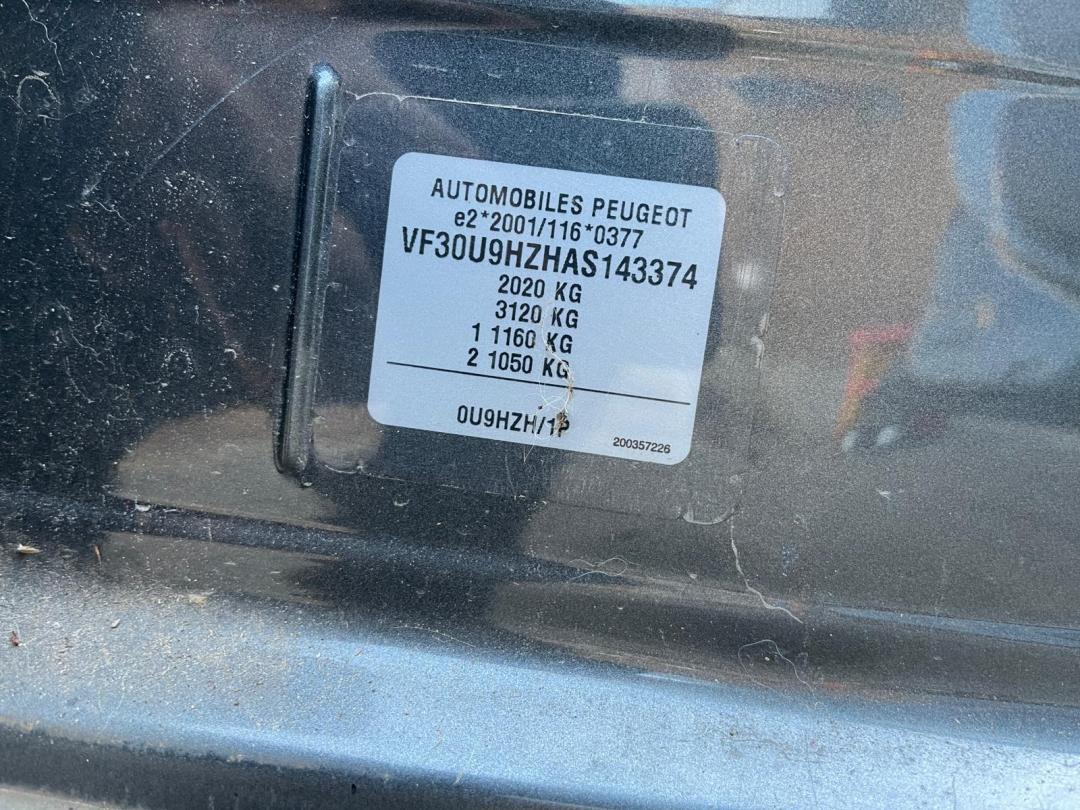 AUTOMOBILES PEUGEOT
e2*2001/116*0377
VF30U9HZHAS143374
2020 KG
3120 KG
1 1160 KG
2 1050 KG
0U9HZH/1P
200357226